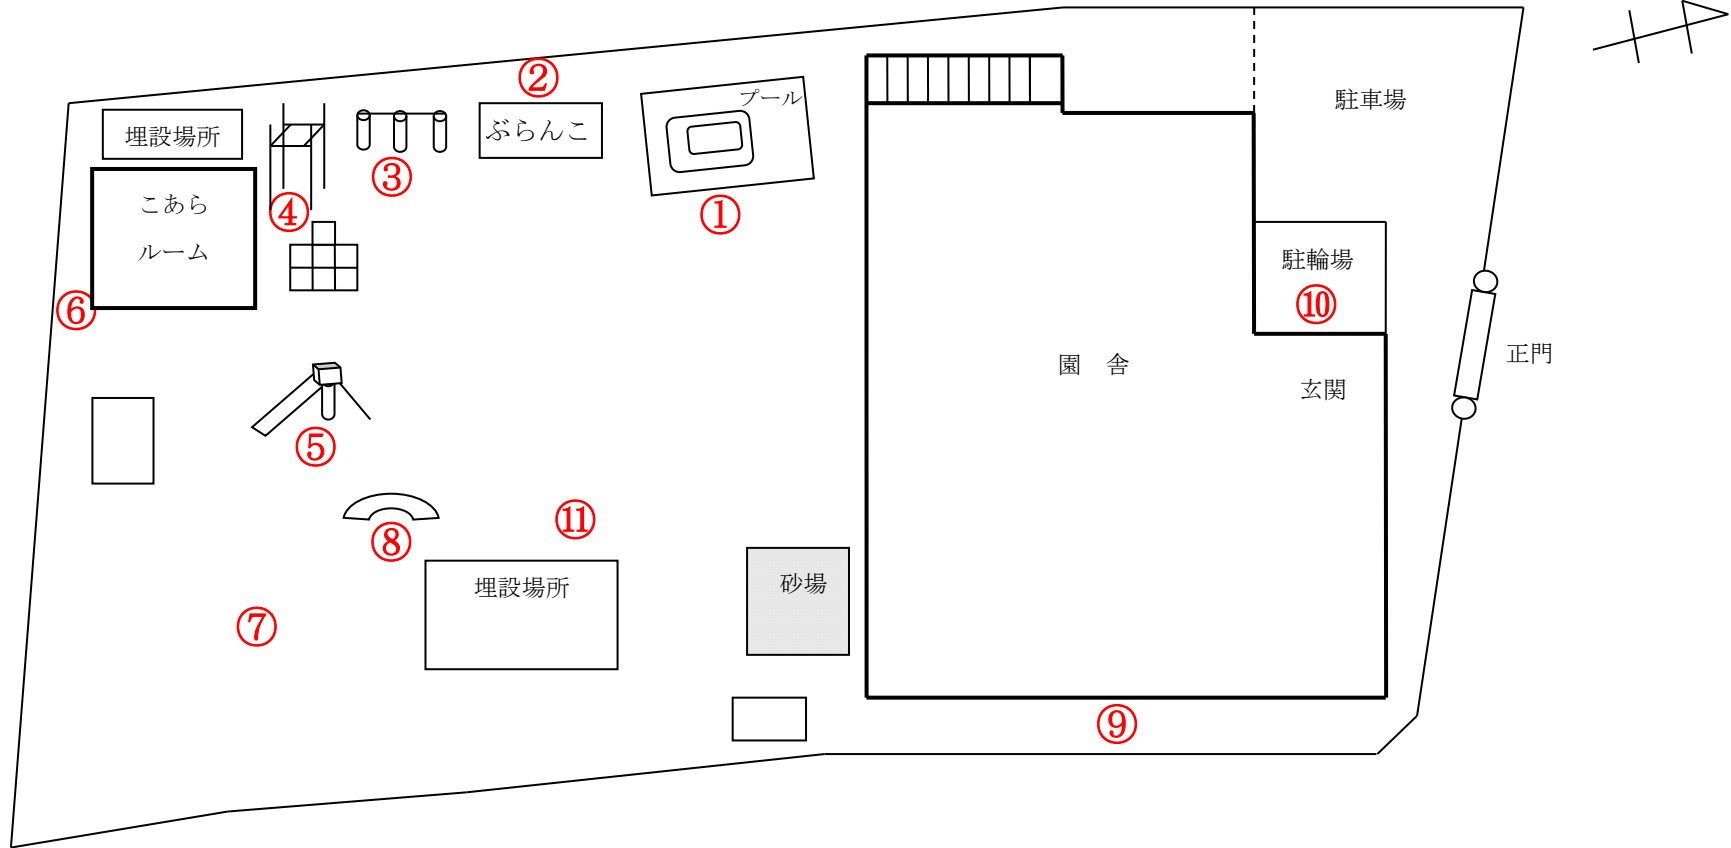 ②
プール
駐車場
埋設場所
ぶらんこ
③
こあら
ルーム
④
①
駐輪場
⑥
⑩
正門
園　舎
玄関
⑤
⑪
⑧
埋設場所
砂場
⑦
⑨